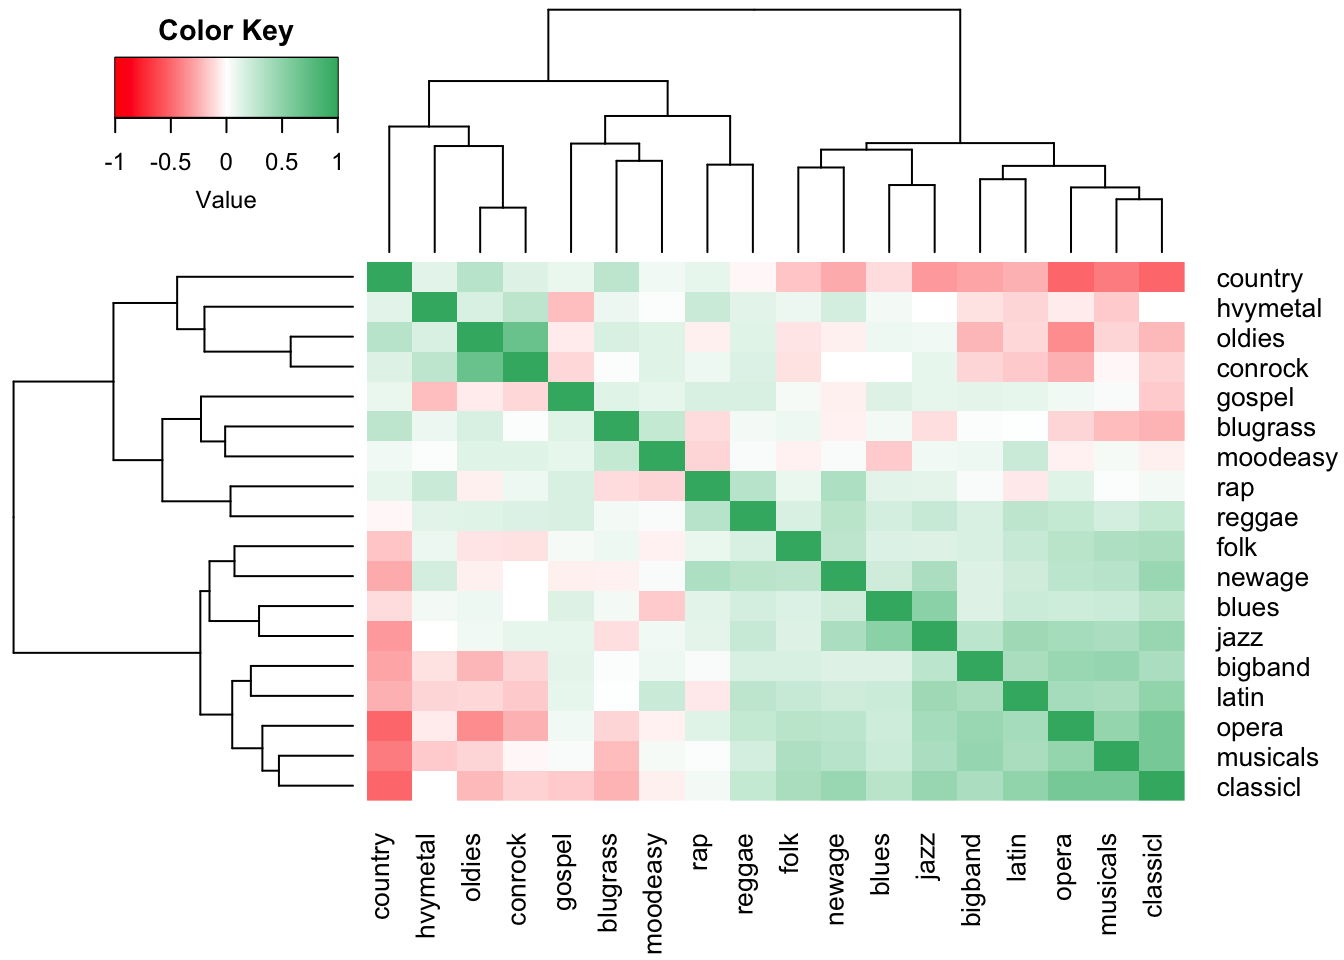 Color Key
-1 -0.5 0 0.5 1
Value
country
hvymetal
oldies
conrock
gospel
blugrass
moodeasy
rap
reggae
folk
newage
blues
jazz
bigband
latin
opera
musicals
classicl
country
hvymetal
oldies
conrock
gospel
blugrass
moodeasy
rap
reggae
folk
newage
blues
jazz
bigband
latin
opera
musicals
classicl